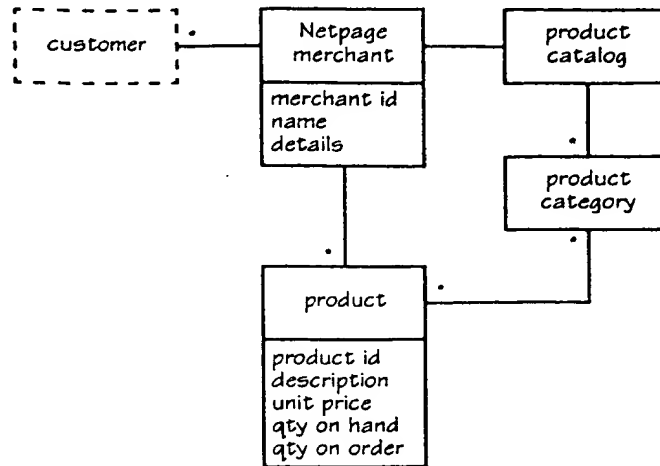 customer
Netpage
merchant
merchant id
name
details
product
catalog
product
category
product
product id
description
unit price
qty on hand
qty on order